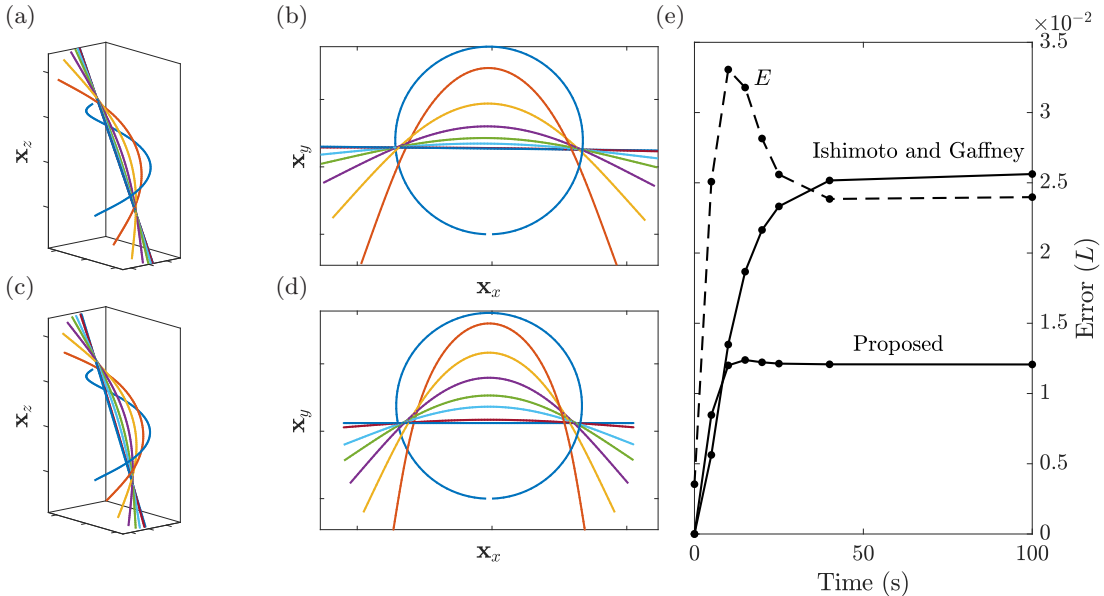 (a)
x_z
(b)
x_y
x_x
(c)
x_z
(d)
x_y
x_x
(e)
×10⁻²
3.5
3
2.5
2
1.5
1
0.5
0
Error (L)
E
Ishimoto and Gaffney
Proposed
0 50 100
Time (s)